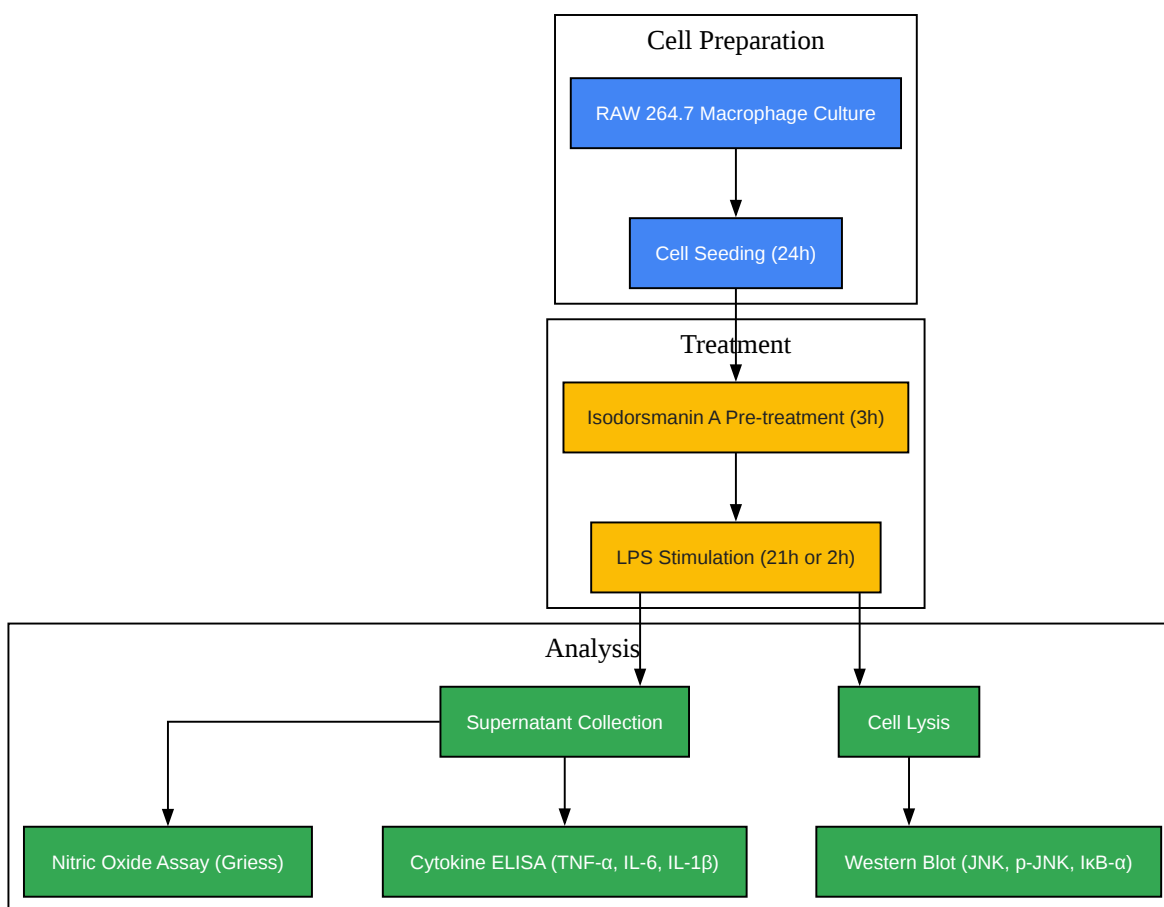 Cell Preparation
RAW 264.7 Macrophage Culture
Cell Seeding (24h)
Treatment
Isodorsmanin A Pre-treatment (3h)
LPS Stimulation (21h or 2h)
Analysis
Supernatant Collection
Cell Lysis
Nitric Oxide Assay (Griess)
Cytokine ELISA (TNF-α, IL-6, IL-1β)
Western Blot (JNK, p-JNK, IκB-α)